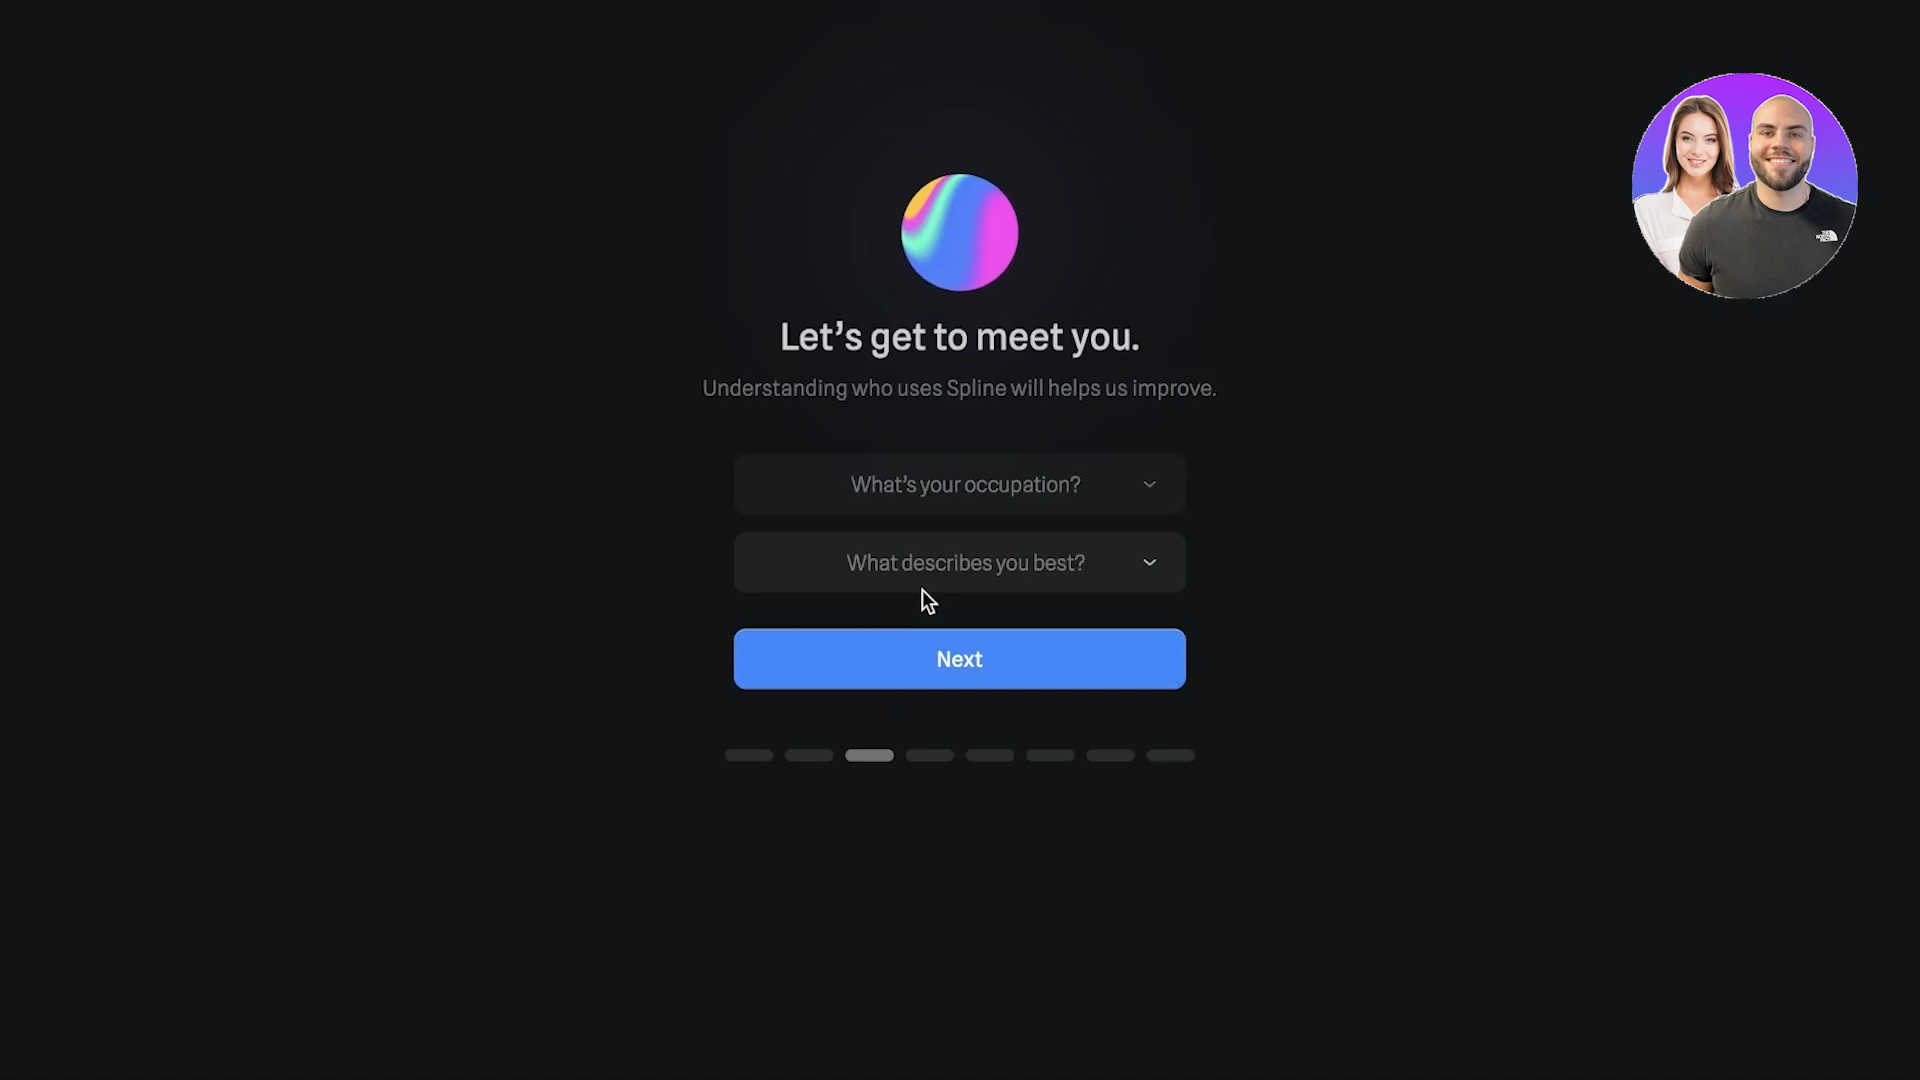 Let's get to meet you.
Understanding who uses Spline will helps us improve.
What's your occupation?
What describes you best?
Next